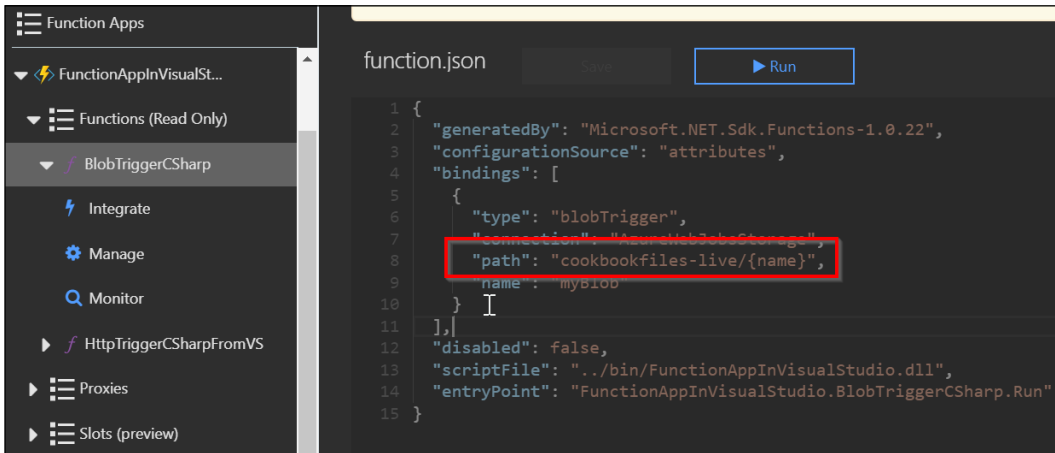 Function Apps
FunctionAppInVisualSt...
Functions (Read Only)
BlobTriggerCSharp
Integrate
Manage
Monitor
HttpTriggerCSharpFromVS
Proxies
Slots (preview)
function.json
Save
Run
1 {
2 "generatedBy": "Microsoft.NET.Sdk.Functions-1.0.22",
3 "configurationSource": "attributes",
4 "bindings": [
5 {
6 "type": "blobTrigger",
7 "connection": "AzureWebJobsStorage",
8 "path": "cookbookfiles-live/{name}",
9 "name": "myBlob"
10 }
11 ],
12 "disabled": false,
13 "scriptFile": "../bin/FunctionAppInVisualStudio.dll",
14 "entryPoint": "FunctionAppInVisualStudio.BlobTriggerCSharp.Run"
15 }